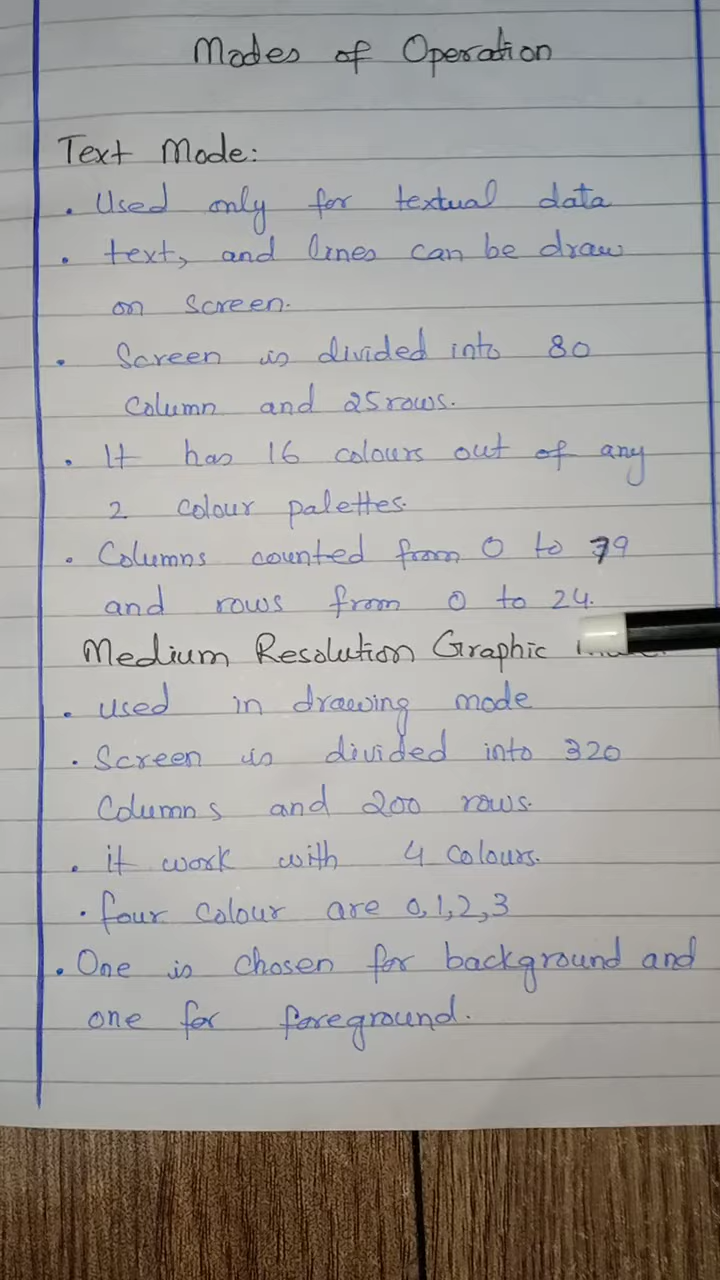 Modes of Operation
Text Mode:
. Used only for textual data
. text, and lines can be draw
on screen.
. Screen is divided into 80
Column and 25 rows.
. It has 16 colours out of any
2 colour palettes.
. Columns counted from 0 to 79
and rows from 0 to 24.
Medium Resolution Graphic
. used in drawing mode
. Screen is divided into 320
Columns and 200 rows.
. it work with 4 colours.
. four colour are 0,1,2,3
. One is chosen for background and
one for foreground.